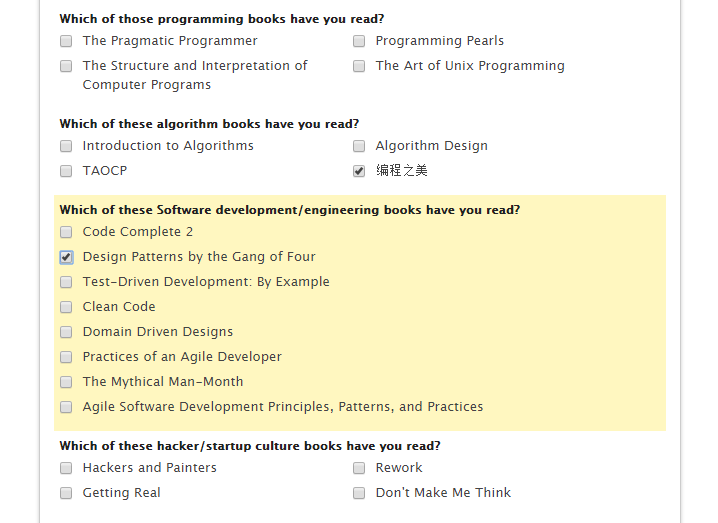 Which of those programming books have you read?
The Pragmatic Programmer
Programming Pearls
The Structure and Interpretation of
Computer Programs
The Art of Unix Programming
Which of these algorithm books have you read?
Introduction to Algorithms
Algorithm Design
TAOCP
编程之美
Which of these Software development/engineering books have you read?
Code Complete 2
Design Patterns by the Gang of Four
Test-Driven Development: By Example
Clean Code
Domain Driven Designs
Practices of an Agile Developer
The Mythical Man-Month
Agile Software Development Principles, Patterns, and Practices
Which of these hacker/startup culture books have you read?
Hackers and Painters
Rework
Getting Real
Don't Make Me Think